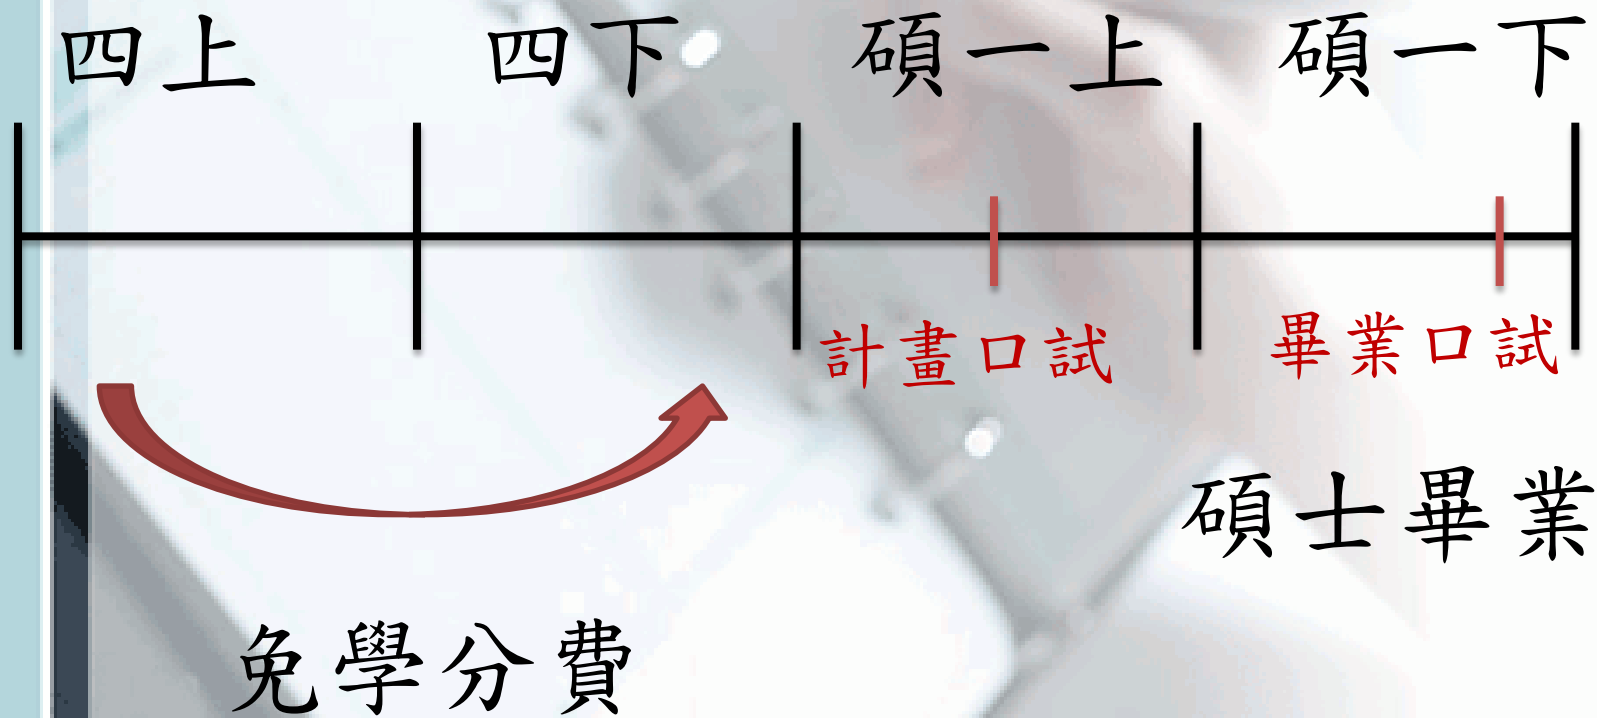 四上 四下 碩一上 碩一下
計畫口試 畢業口試
碩士畢業
免學分費